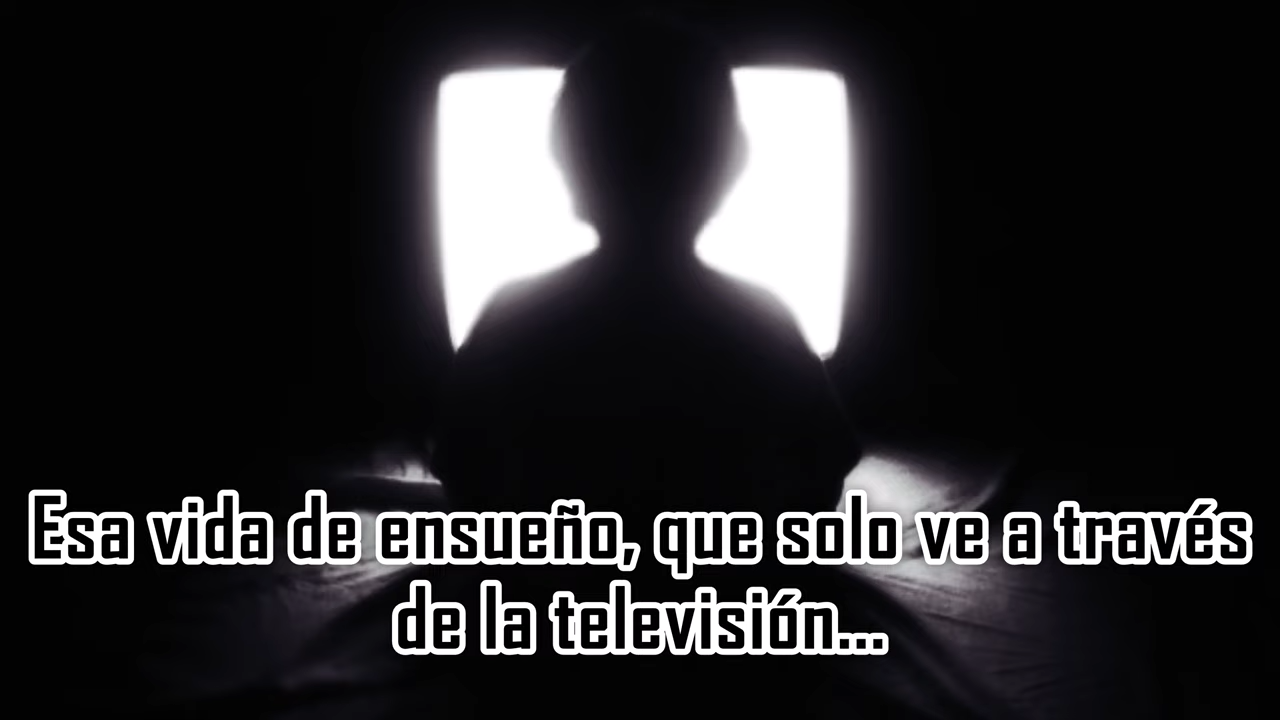 Esa vida de ensueño, que solo ve a través
de la televisión...